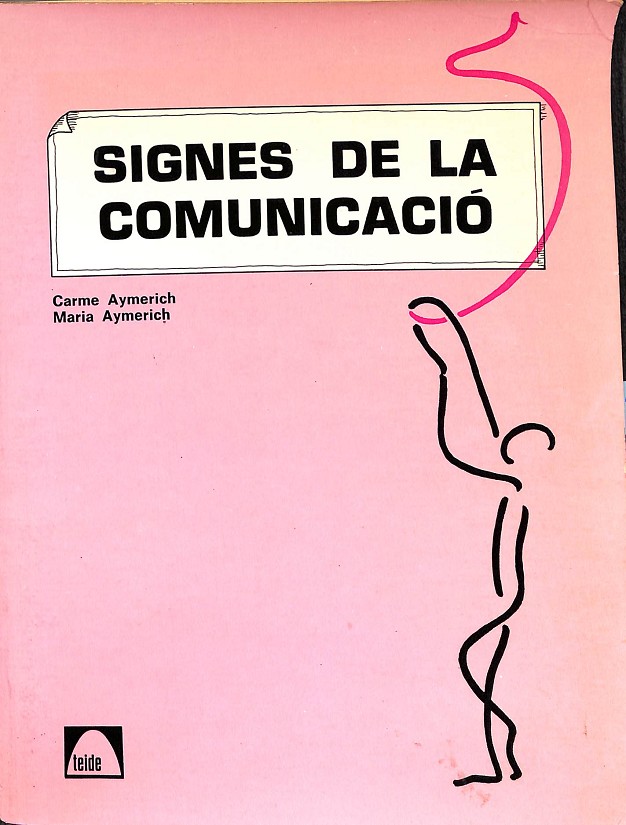 SIGNES DE LA
COMUNICACIÓ
Carme Aymerich
Maria Aymerich
teide